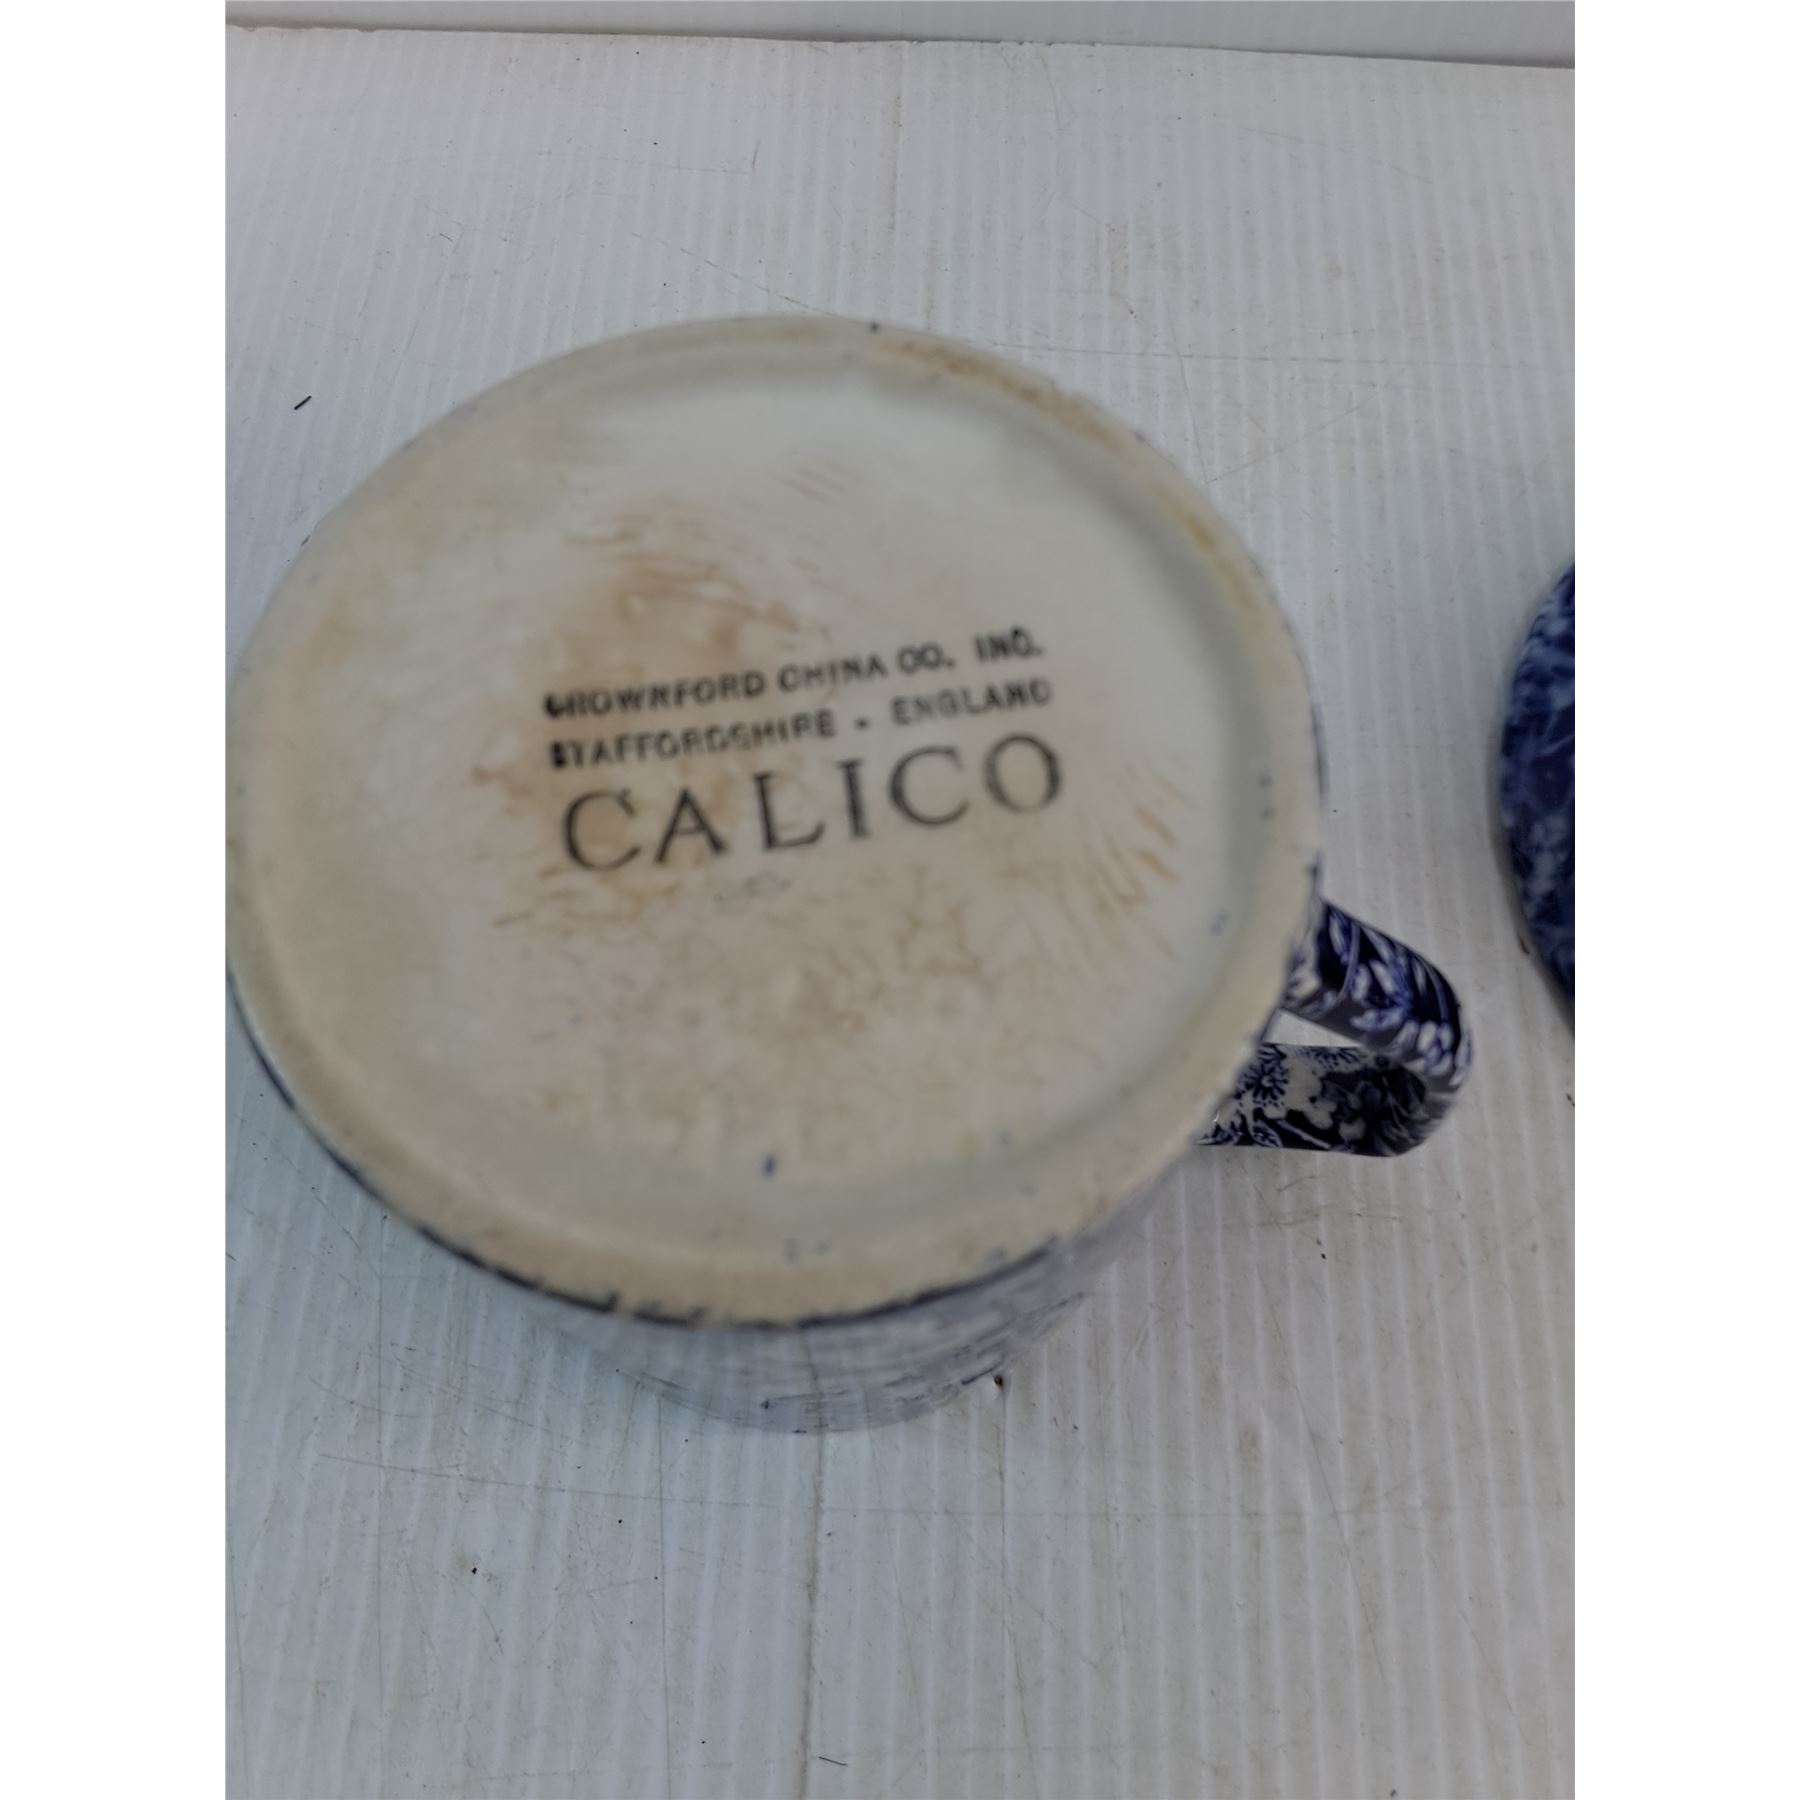 CROWNFORD CHINA CO. INC.
STAFFORDSHIRE - ENGLAND
CALICO